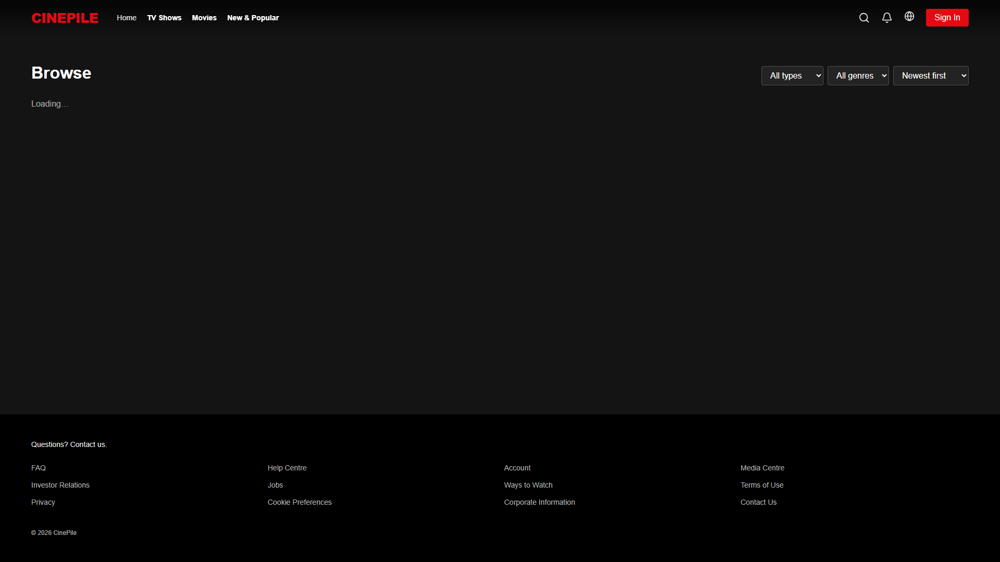 CINEPILE Home TV Shows Movies New & Popular Sign In
Browse All types All genres Newest first
Loading...
Questions? Contact us.
FAQ Help Centre Account Media Centre
Investor Relations Jobs Ways to Watch Terms of Use
Privacy Cookie Preferences Corporate Information Contact Us
© 2026 CinePile